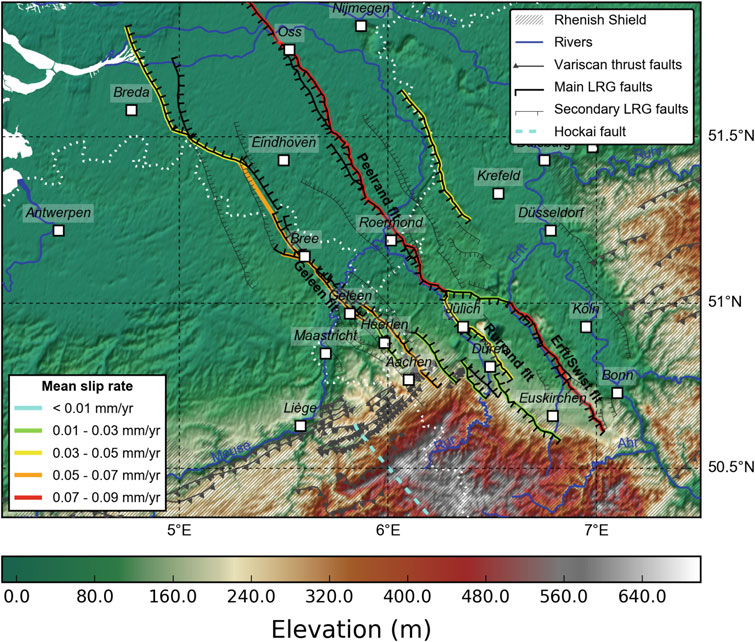 Nijmegen
Rhine
Oss
Breda
Eindhoven
Antwerpen
Peelrand flt
Krefeld
Ruhr
Düsseldorf
Roermond
Erft
Bree
Geleen flt
Geleen
Jülich
Köln
Maastricht
Heerlen
Rurrand flt
Düren
Erft/Swist flt
Aachen
Bonn
Euskirchen
Liège
Meuse
Rur
Ahr
Rhenish Shield
Rivers
Variscan thrust faults
Main LRG faults
Secondary LRG faults
Hockai fault
51.5°N
51°N
50.5°N
Mean slip rate
< 0.01 mm/yr
0.01 - 0.03 mm/yr
0.03 - 0.05 mm/yr
0.05 - 0.07 mm/yr
0.07 - 0.09 mm/yr
5°E 6°E 7°E
0.0 80.0 160.0 240.0 320.0 400.0 480.0 560.0 640.0
Elevation (m)